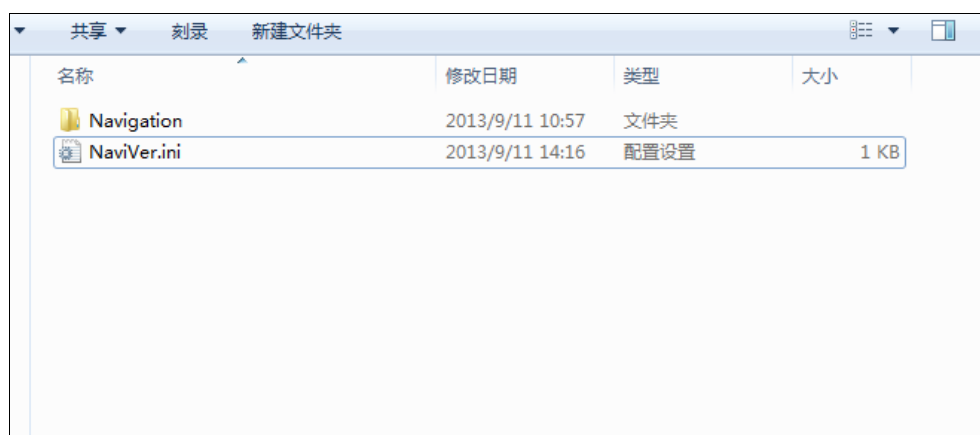 共享 刻录 新建文件夹
名称 修改日期 类型 大小
Navigation 2013/9/11 10:57 文件夹
NaviVer.ini 2013/9/11 14:16 配置设置 1 KB